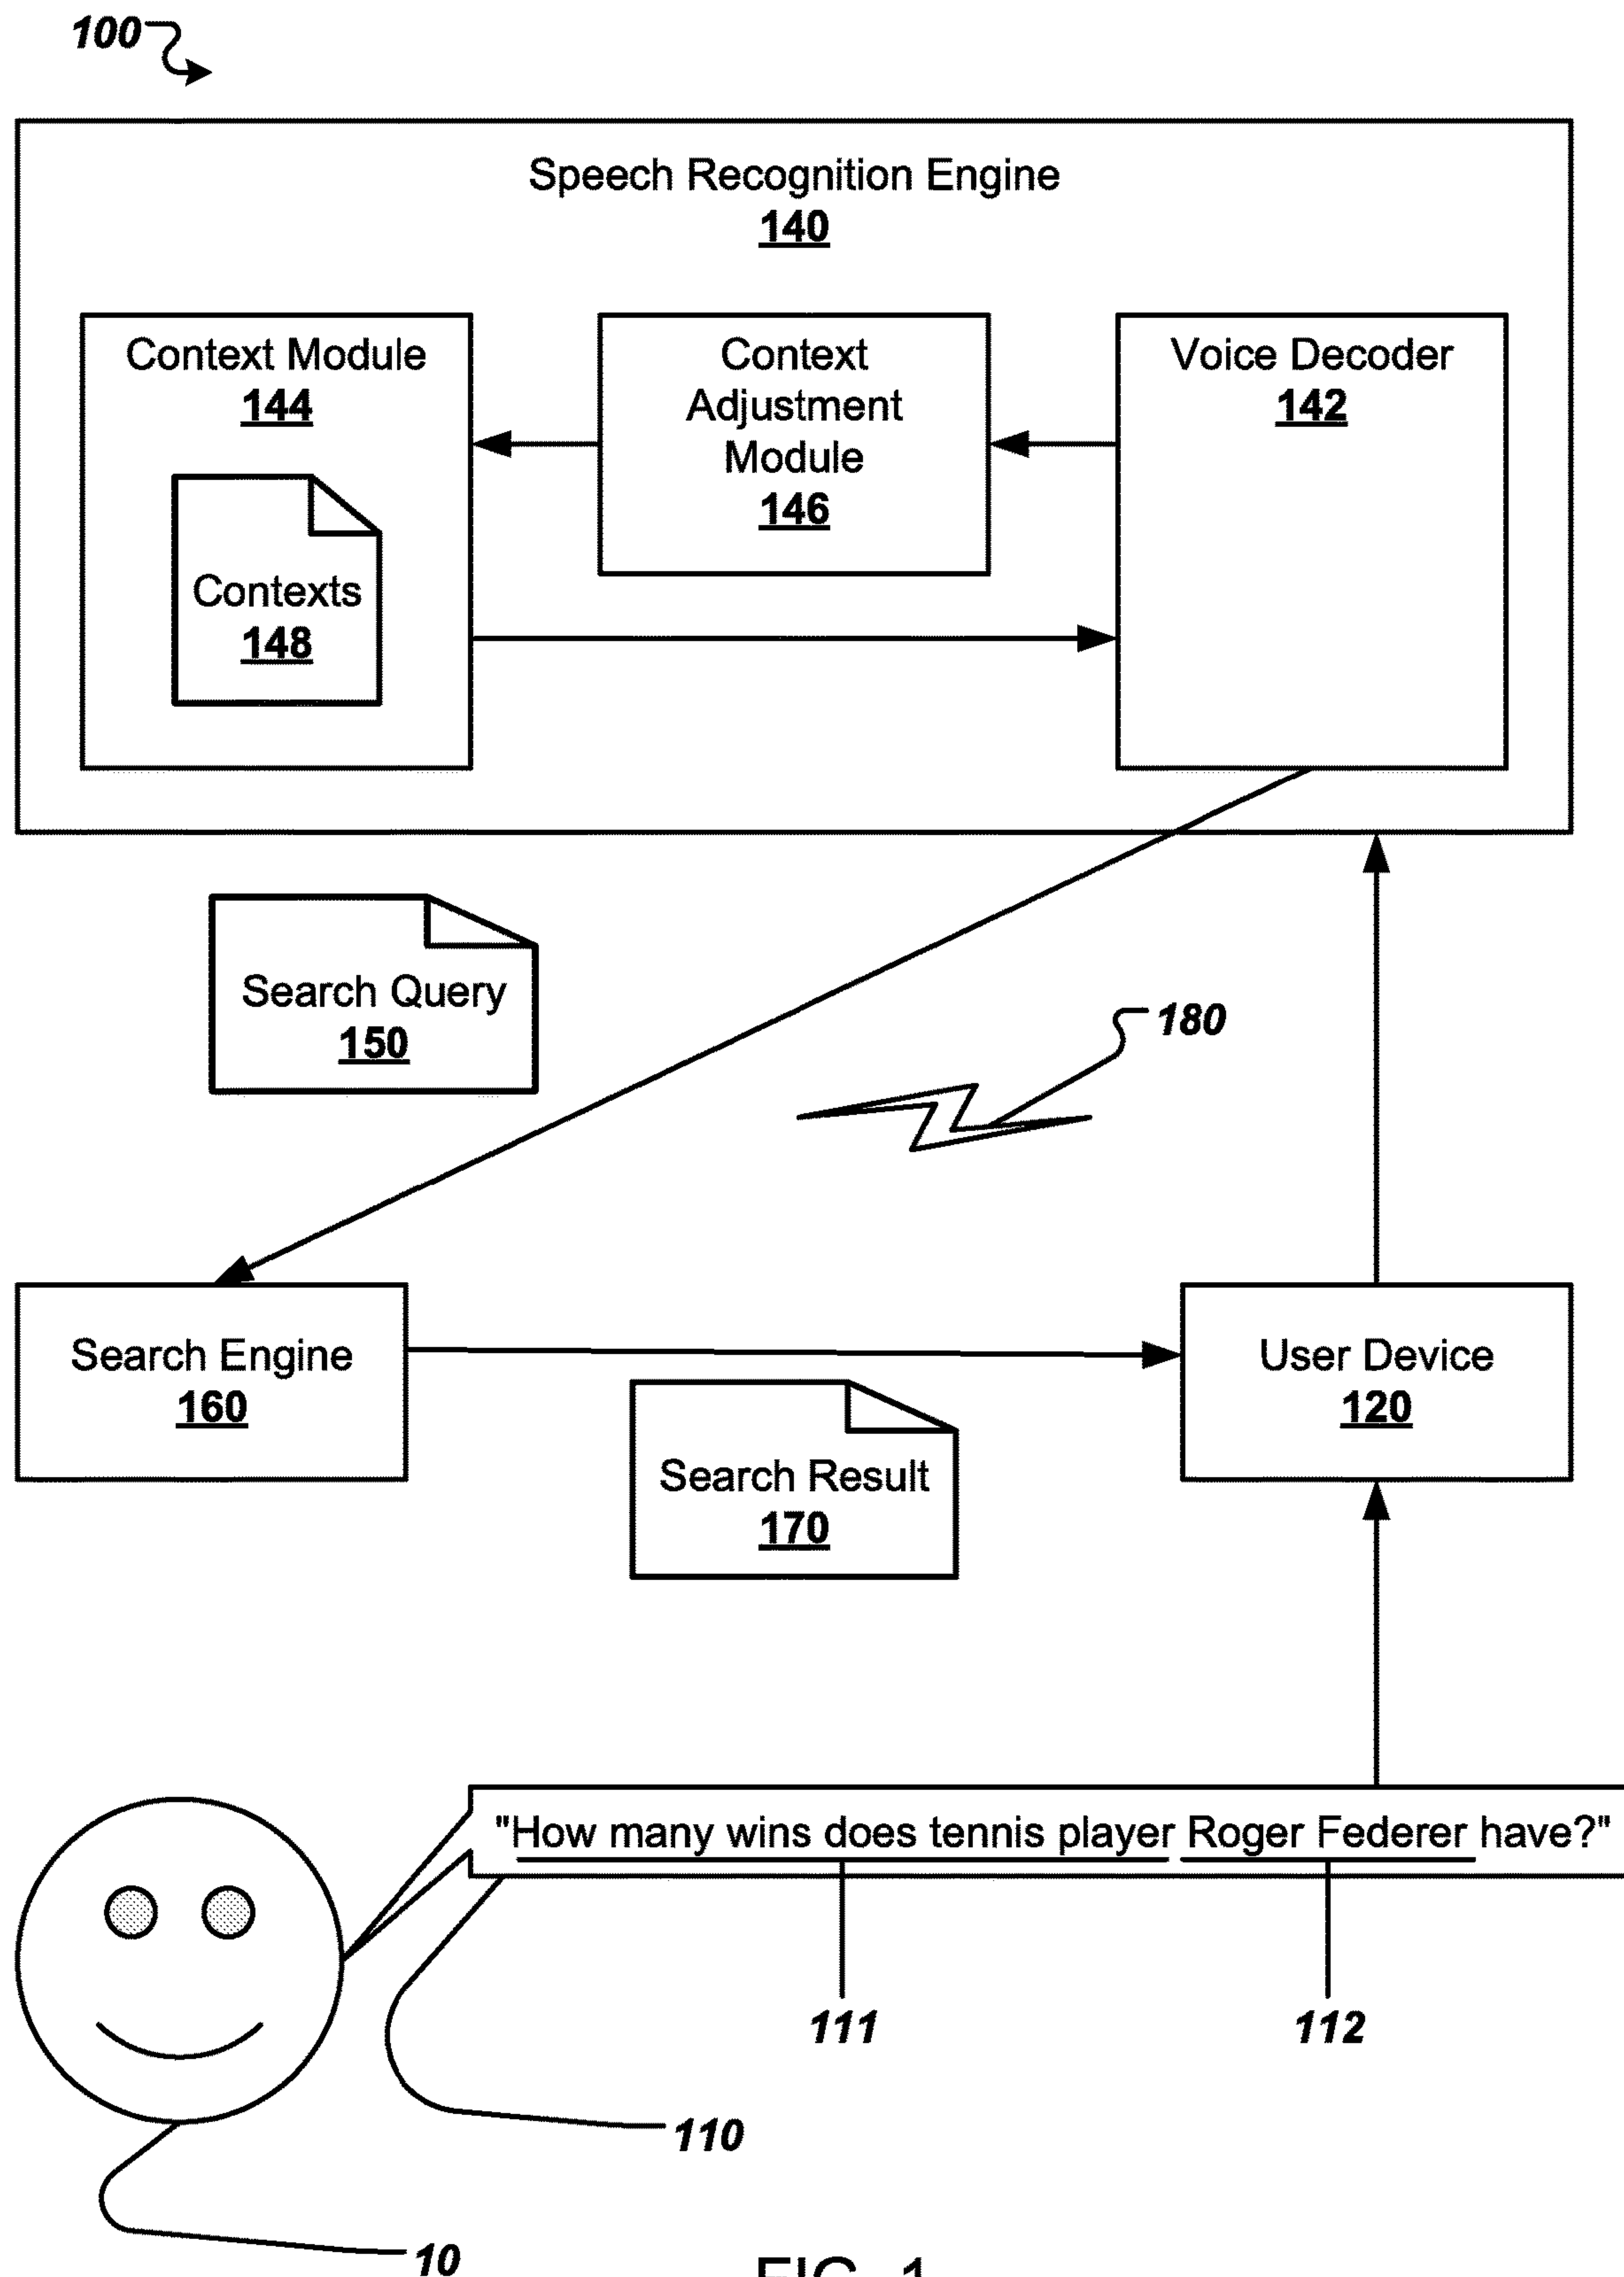 100
Speech Recognition Engine
140
Context Module
144
Contexts
148
Context
Adjustment
Module
146
Voice Decoder
142
Search Query
150
180
Search Engine
160
User Device
120
Search Result
170
"How many wins does tennis player Roger Federer have?"
111
112
110
10
FIG. 1